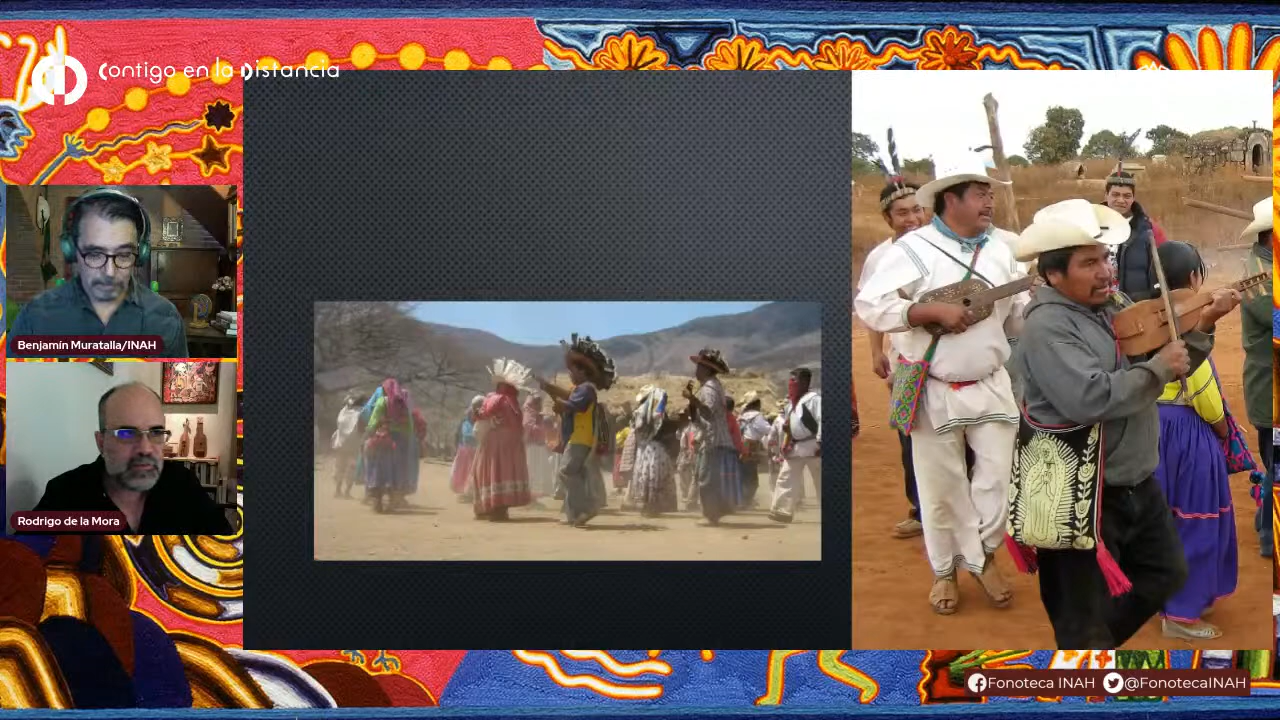 Contigo en la Distancia
Benjamín Muratalla/INAH
Rodrigo de la Mora
Fonoteca INAH @FonotecaINAH